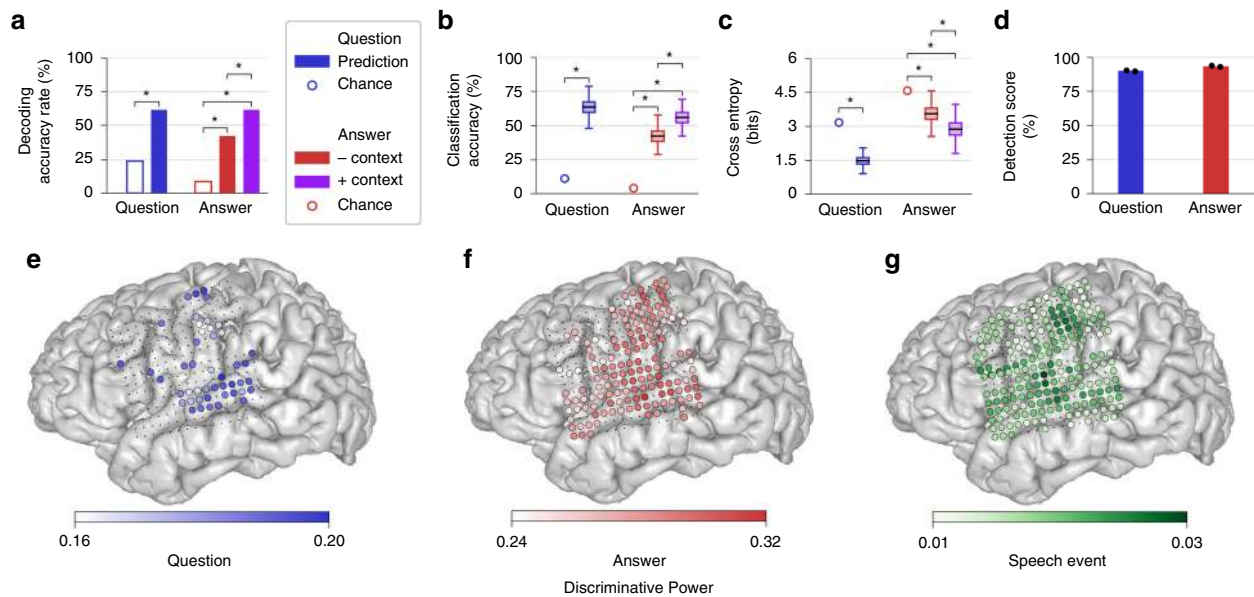 a
Decoding
accuracy rate (%)
100
75
50
25
0
*
*
*
*
Question
Answer
Question
Prediction
Chance
Answer
– context
+ context
Chance
b
Classification
accuracy (%)
100
75
50
25
0
*
*
*
*
Question
Answer
c
Cross entropy
(bits)
6
4.5
3
1.5
0
*
*
*
*
Question
Answer
d
Detection score
(%)
100
75
50
25
0
Question
Answer
e
0.16
0.20
Question
f
0.24
0.32
Answer
Discriminative Power
g
0.01
0.03
Speech event